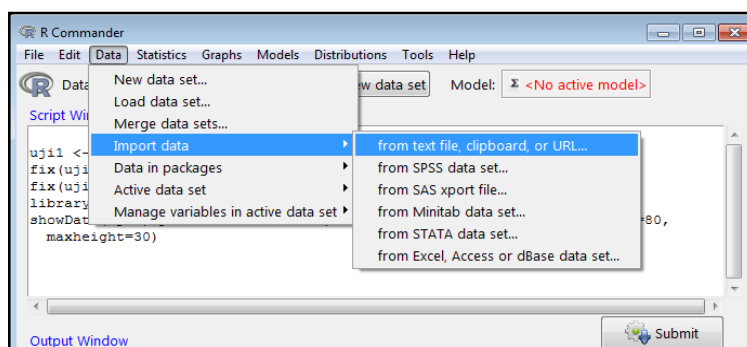 R Commander
File Edit Data Statistics Graphs Models Distributions Tools Help
Data New data set... w data set Model: Σ <No active model>
Load data set...
Script Wi
Merge data sets...
Import data from text file, clipboard, or URL...
uji1 <-
Data in packages from SPSS data set...
fix(uji
Active data set from SAS xport file...
fix(uji
library
Manage variables in active data set from Minitab data set...
showDat =80,
from STATA data set...
maxheight=30)
from Excel, Access or dBase data set...
Submit
Output Window